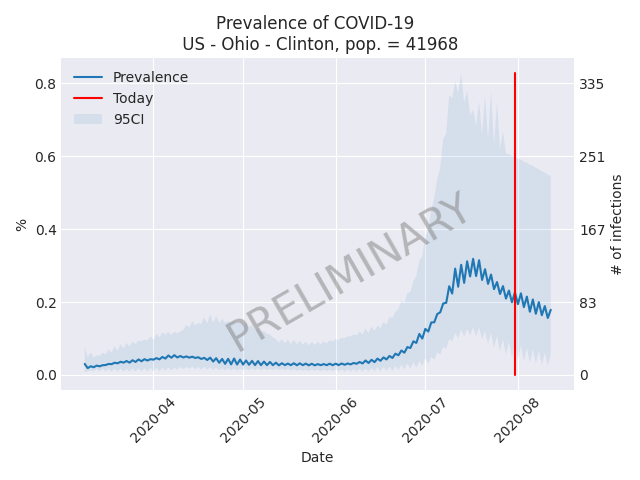 Prevalence of COVID-19
US - Ohio - Clinton, pop. = 41968
Prevalence
Today
95CI
PRELIMINARY
0.8
0.6
0.4
0.2
0.0
%
335
251
167
83
0
# of infections
2020-04
2020-05
2020-06
2020-07
2020-08
Date